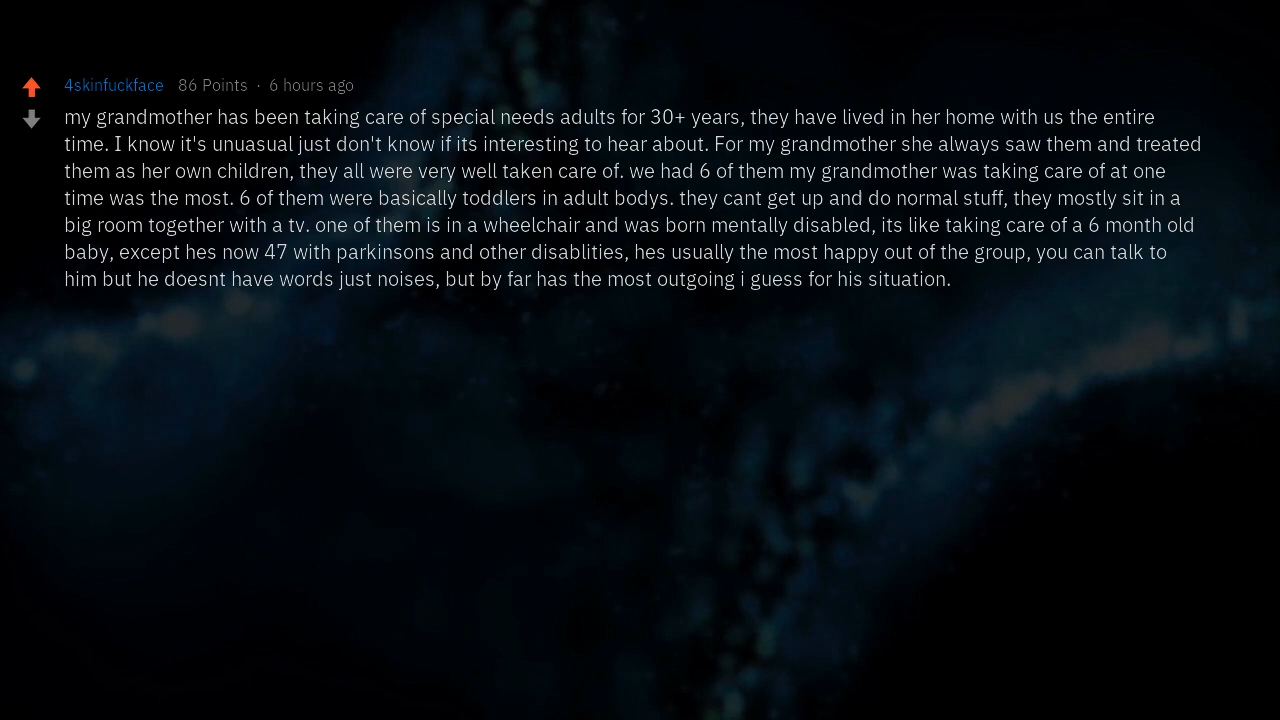 4skinfuckface 86 Points · 6 hours ago
my grandmother has been taking care of special needs adults for 30+ years, they have lived in her home with us the entire
time. I know it's unuasual just don't know if its interesting to hear about. For my grandmother she always saw them and treated
them as her own children, they all were very well taken care of. we had 6 of them my grandmother was taking care of at one
time was the most. 6 of them were basically toddlers in adult bodys. they cant get up and do normal stuff, they mostly sit in a
big room together with a tv. one of them is in a wheelchair and was born mentally disabled, its like taking care of a 6 month old
baby, except hes now 47 with parkinsons and other disablities, hes usually the most happy out of the group, you can talk to
him but he doesnt have words just noises, but by far has the most outgoing i guess for his situation.